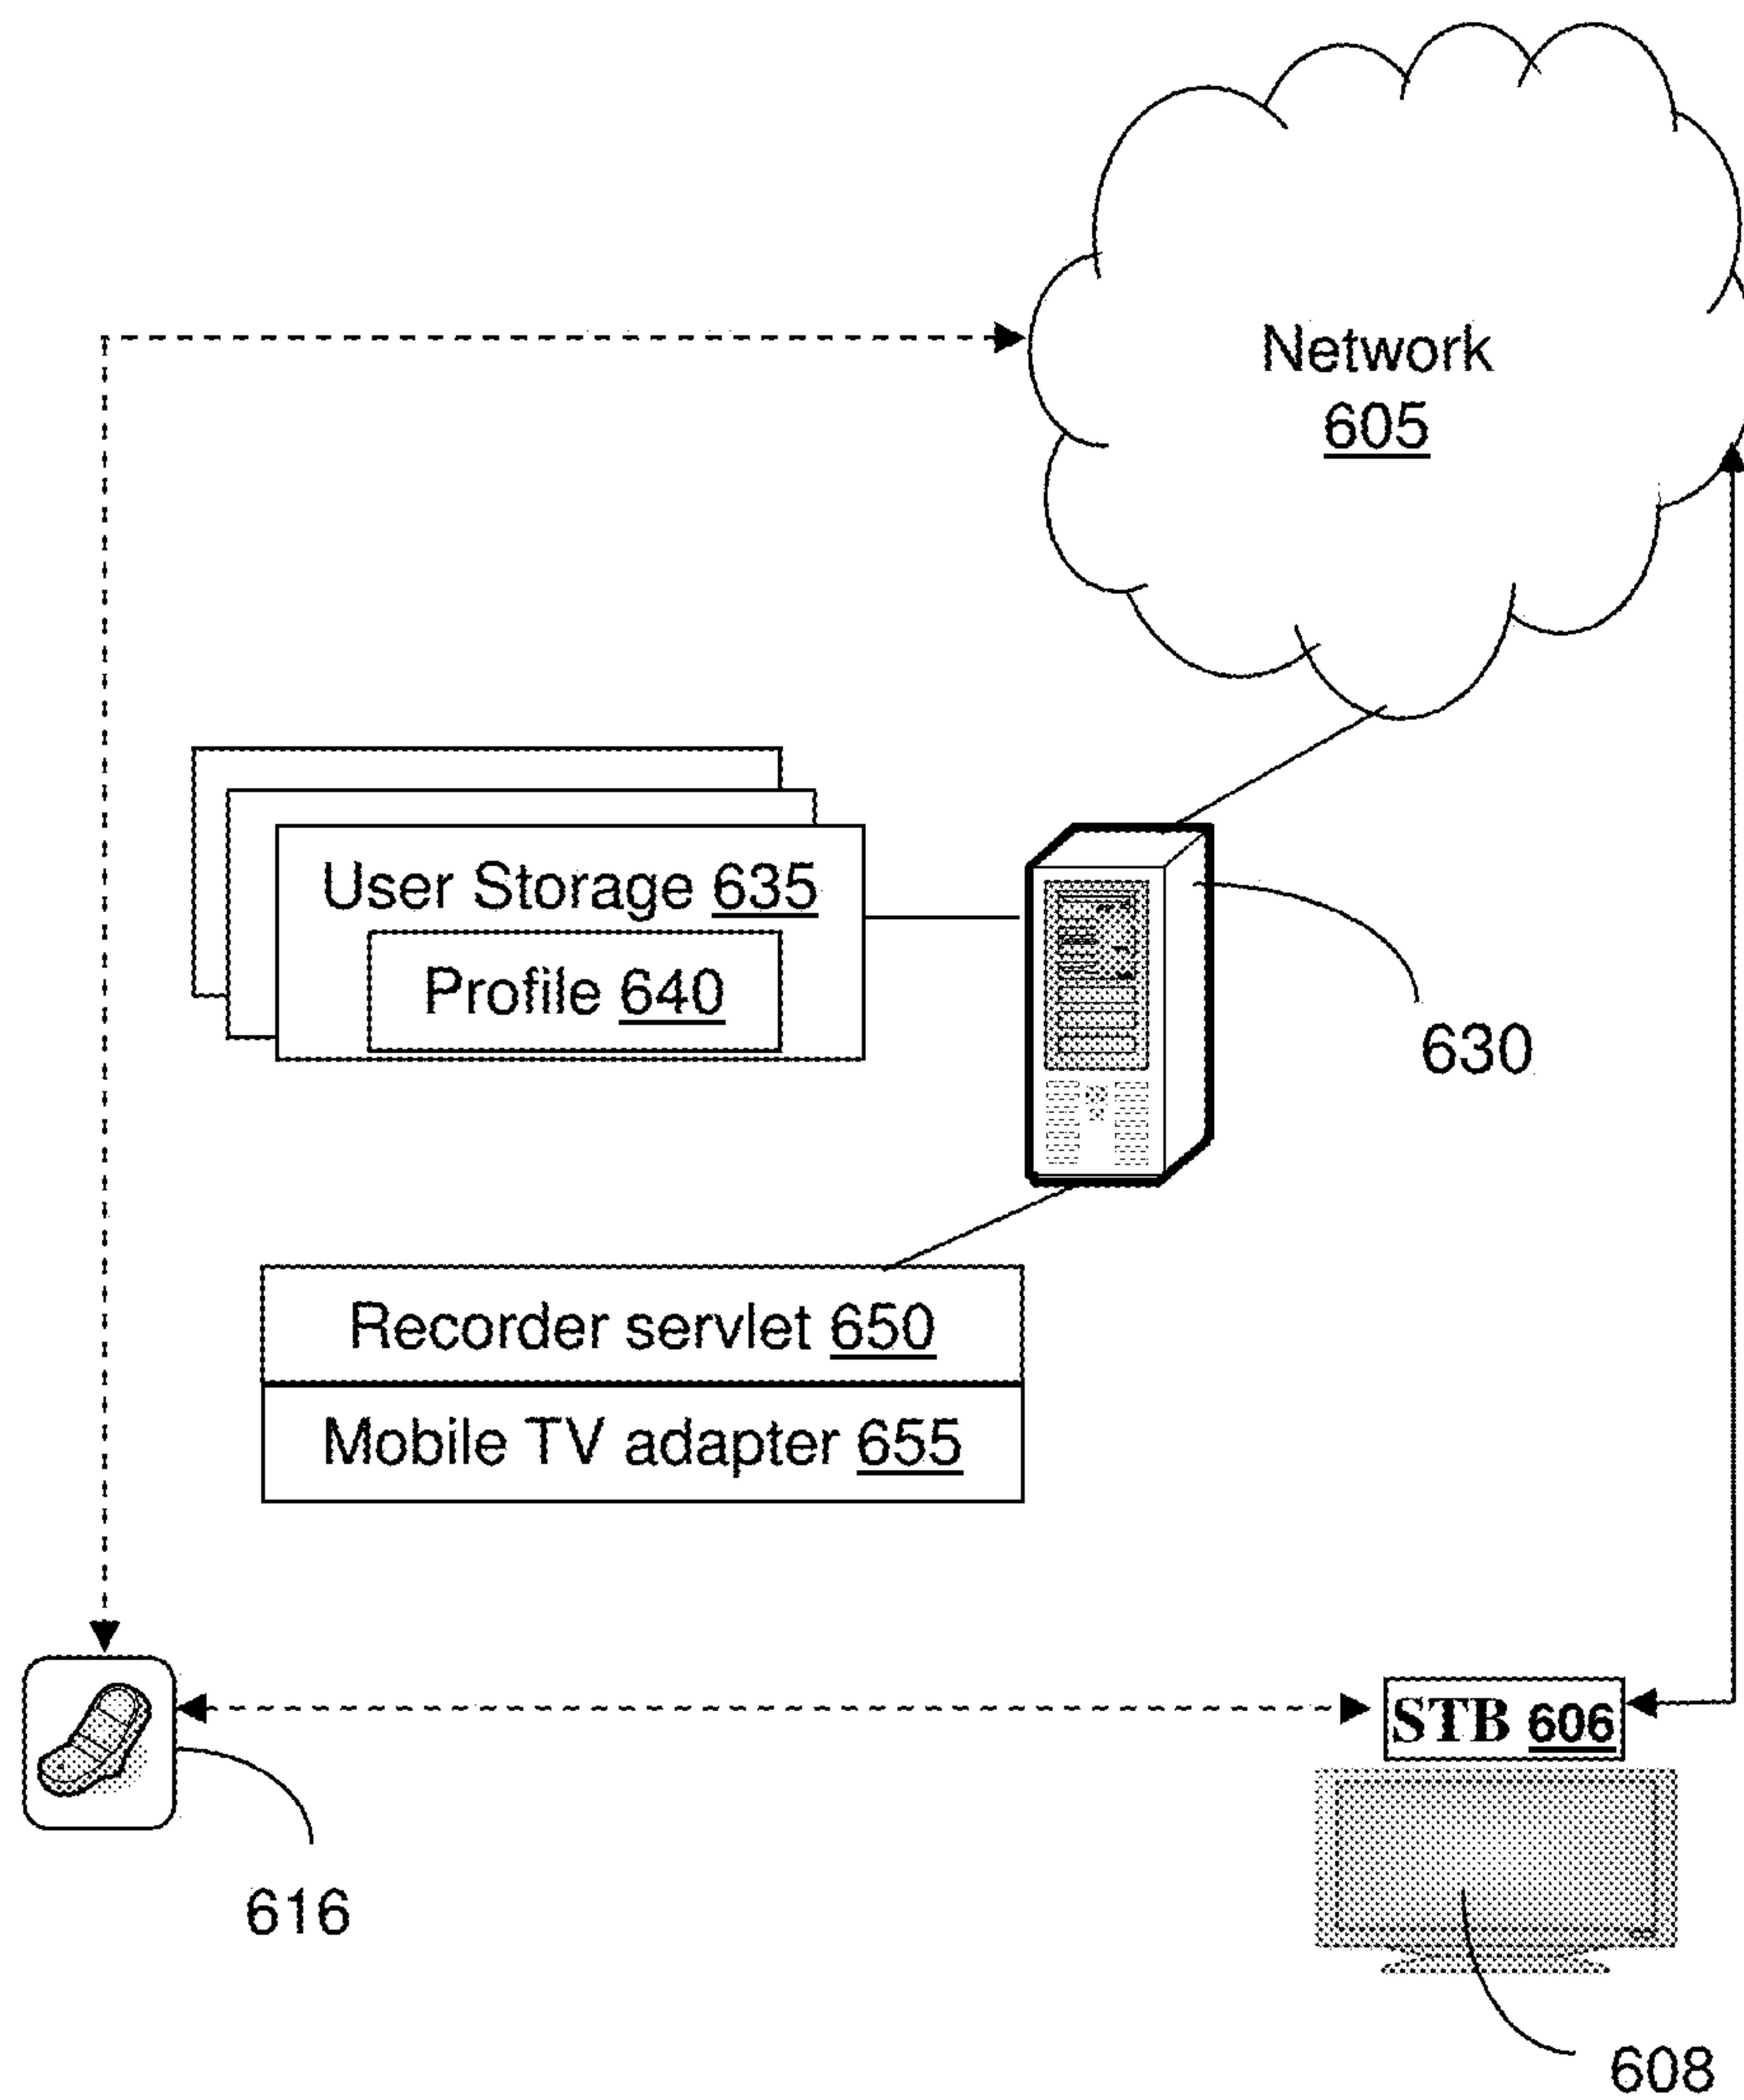 Network
605
User Storage 635
Profile 640
630
Recorder servlet 650
Mobile TV adapter 655
STB 606
616
608